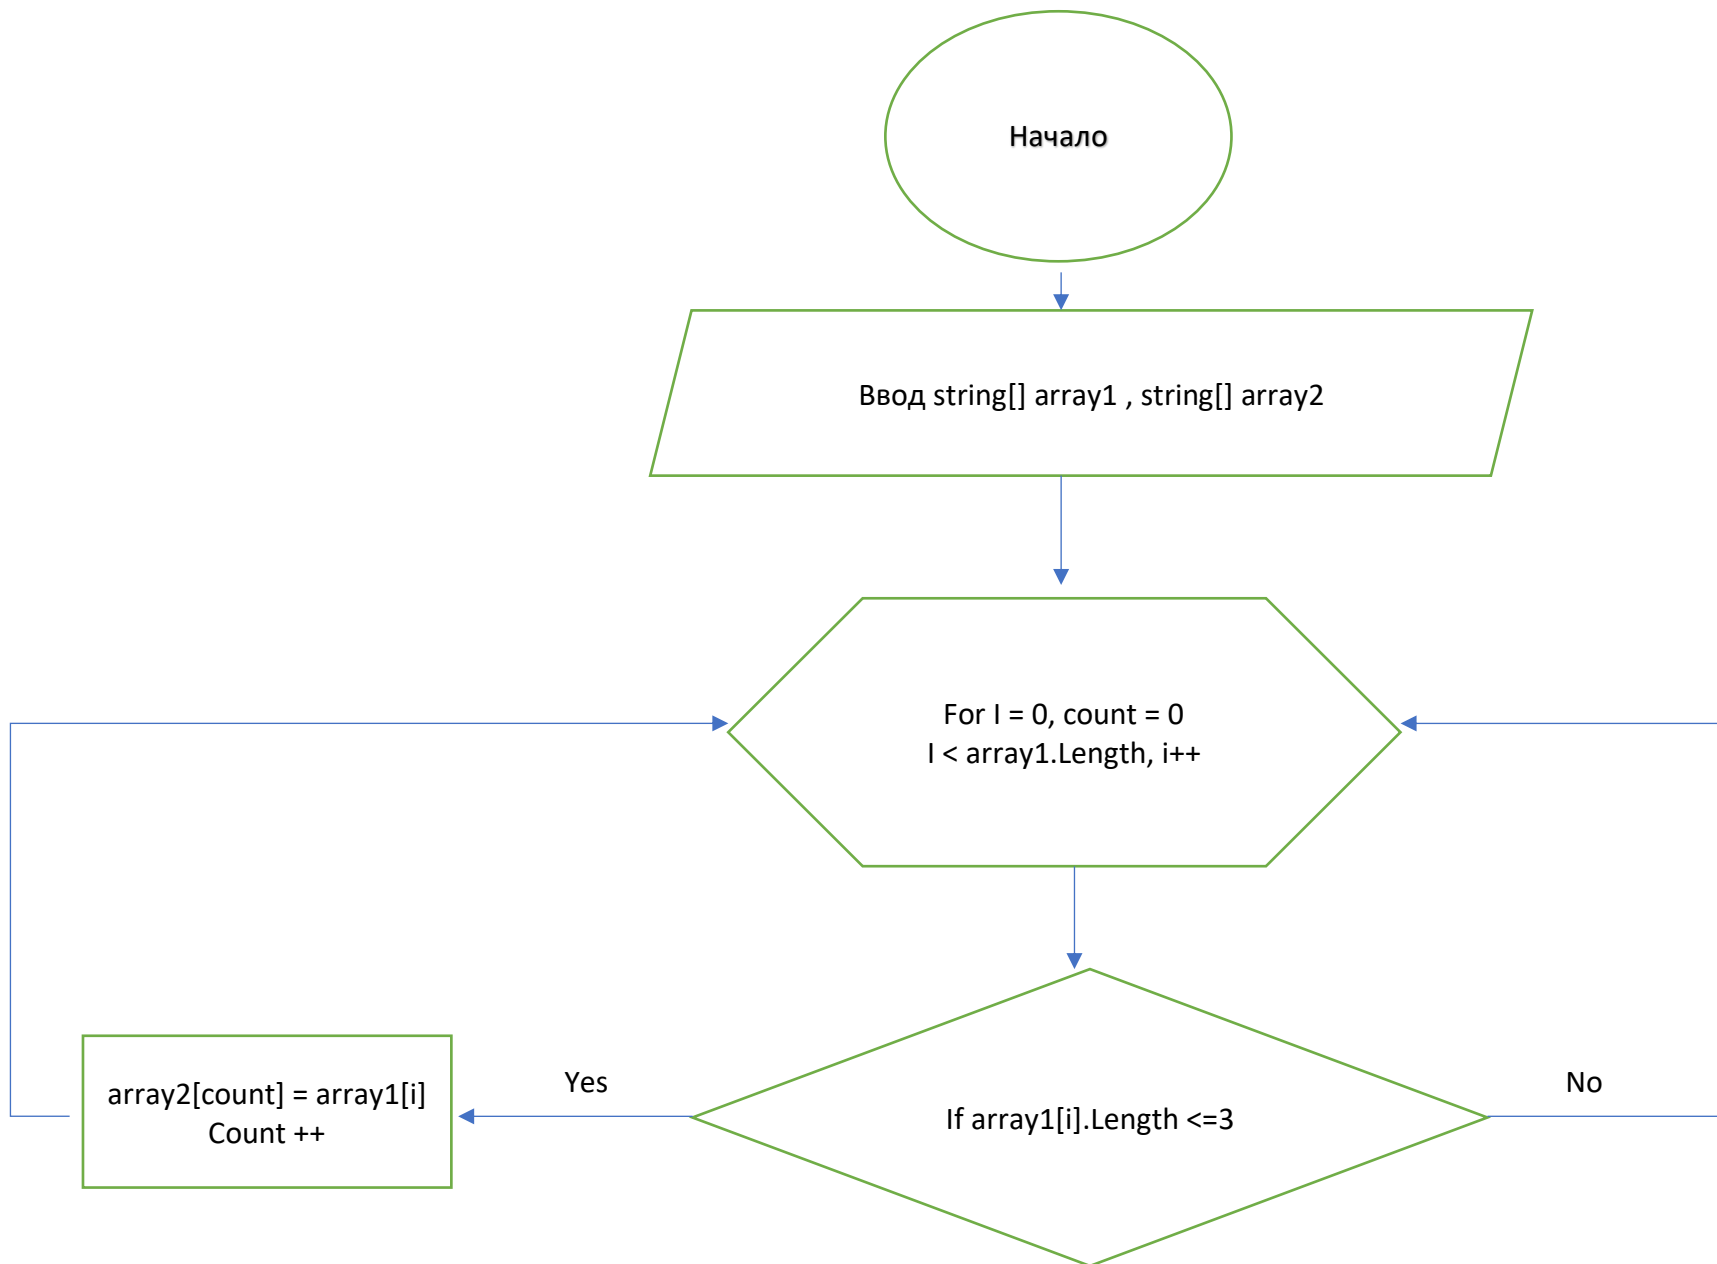 Начало
Ввод string[] array1 , string[] array2
For I = 0, count = 0
I < array1.Length, i++
array2[count] = array1[i]
Count ++
Yes
If array1[i].Length <=3
No